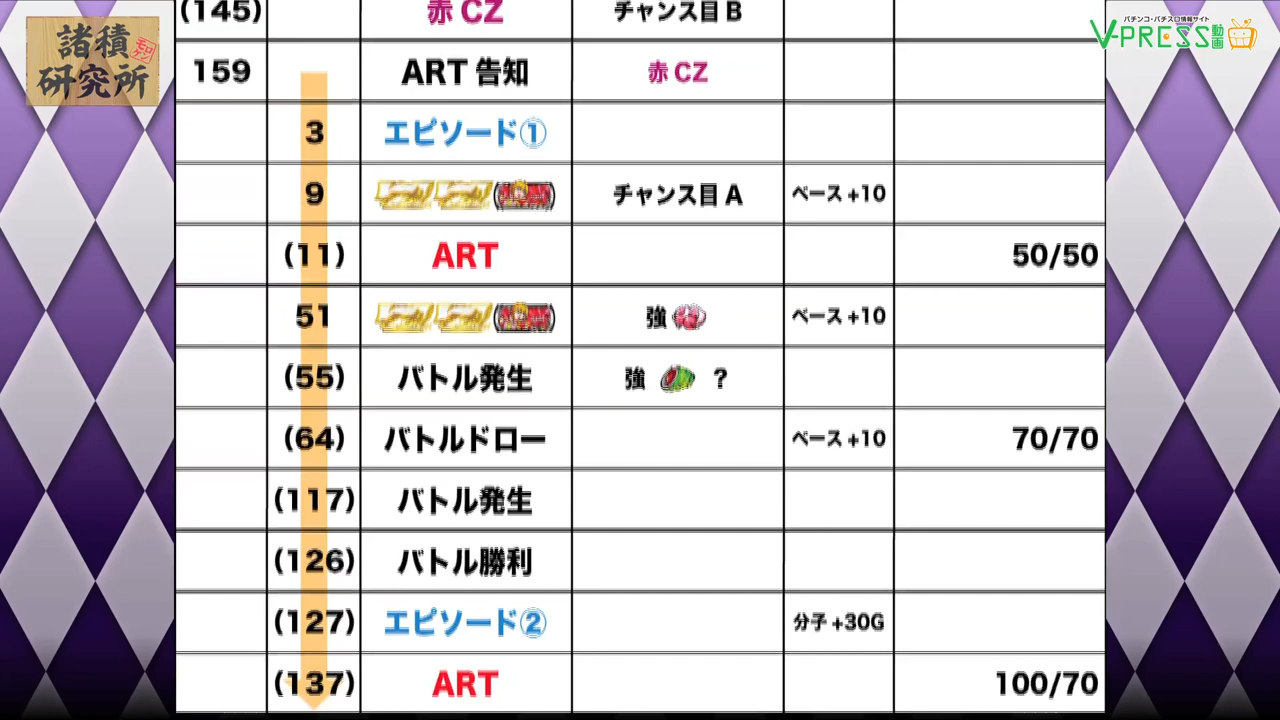 諸積
研究所
モロゲン
パチンコ・パチスロ情報サイト
V-PRESS動画
(145) 赤CZ チャンス目B
159 ART告知 赤CZ
3 エピソード①
9 チャンス目A ベース+10
(11) ART 50/50
51 強 ベース+10
(55) バトル発生 強 ？
(64) バトルドロー ベース+10 70/70
(117) バトル発生
(126) バトル勝利
(127) エピソード② 分子+30G
(137) ART 100/70